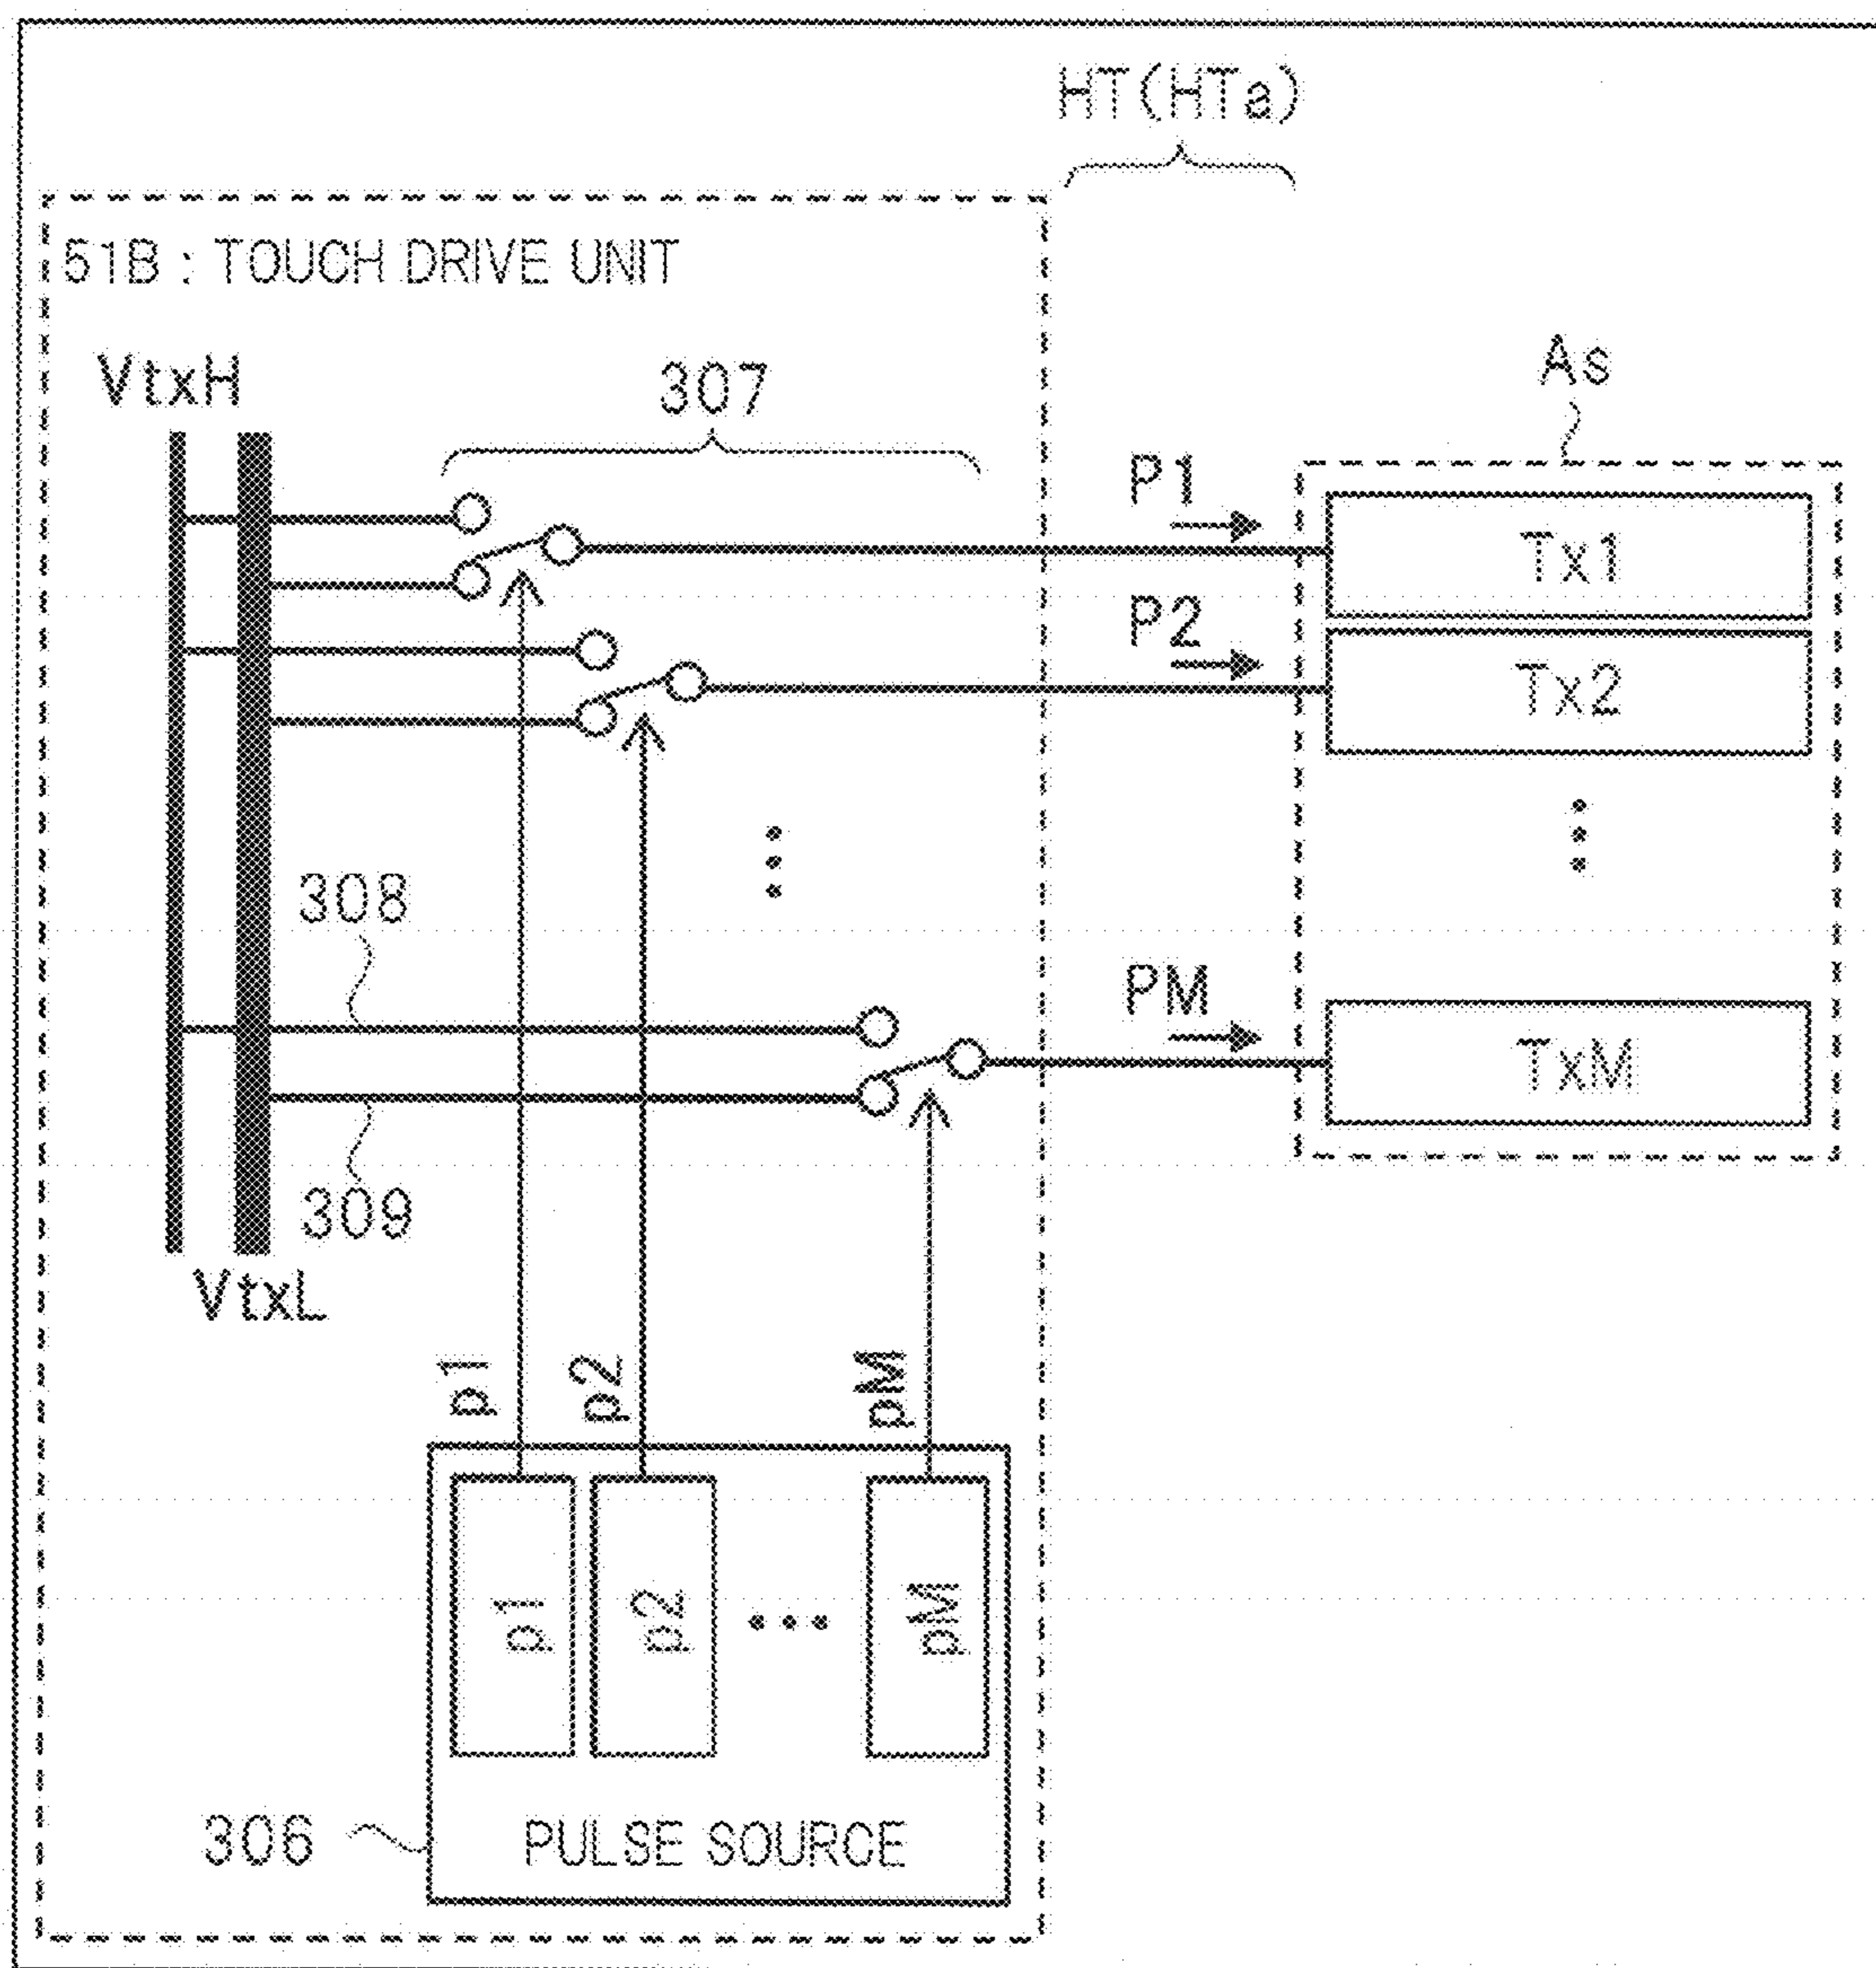 HT(HTa)
51B : TOUCH DRIVE UNIT
VtxH
307
As
P1
Tx1
P2
Tx2
308
PM
TxM
309
VtxL
p1
p2
pM
p1
p2
pM
306
PULSE SOURCE